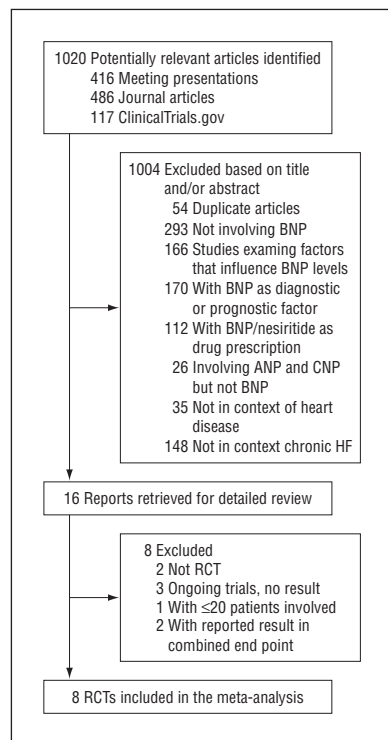 1020 Potentially relevant articles identified
416 Meeting presentations
486 Journal articles
117 ClinicalTrials.gov
1004 Excluded based on title
and/or abstract
54 Duplicate articles
293 Not involving BNP
166 Studies examining factors
that influence BNP levels
170 With BNP as diagnostic
or prognostic factor
112 With BNP/nesiritide as
drug prescription
26 Involving ANP and CNP
but not BNP
35 Not in context of heart
disease
148 Not in context chronic HF
16 Reports retrieved for detailed review
8 Excluded
2 Not RCT
3 Ongoing trials, no result
1 With ≤20 patients involved
2 With reported result in
combined end point
8 RCTs included in the meta-analysis